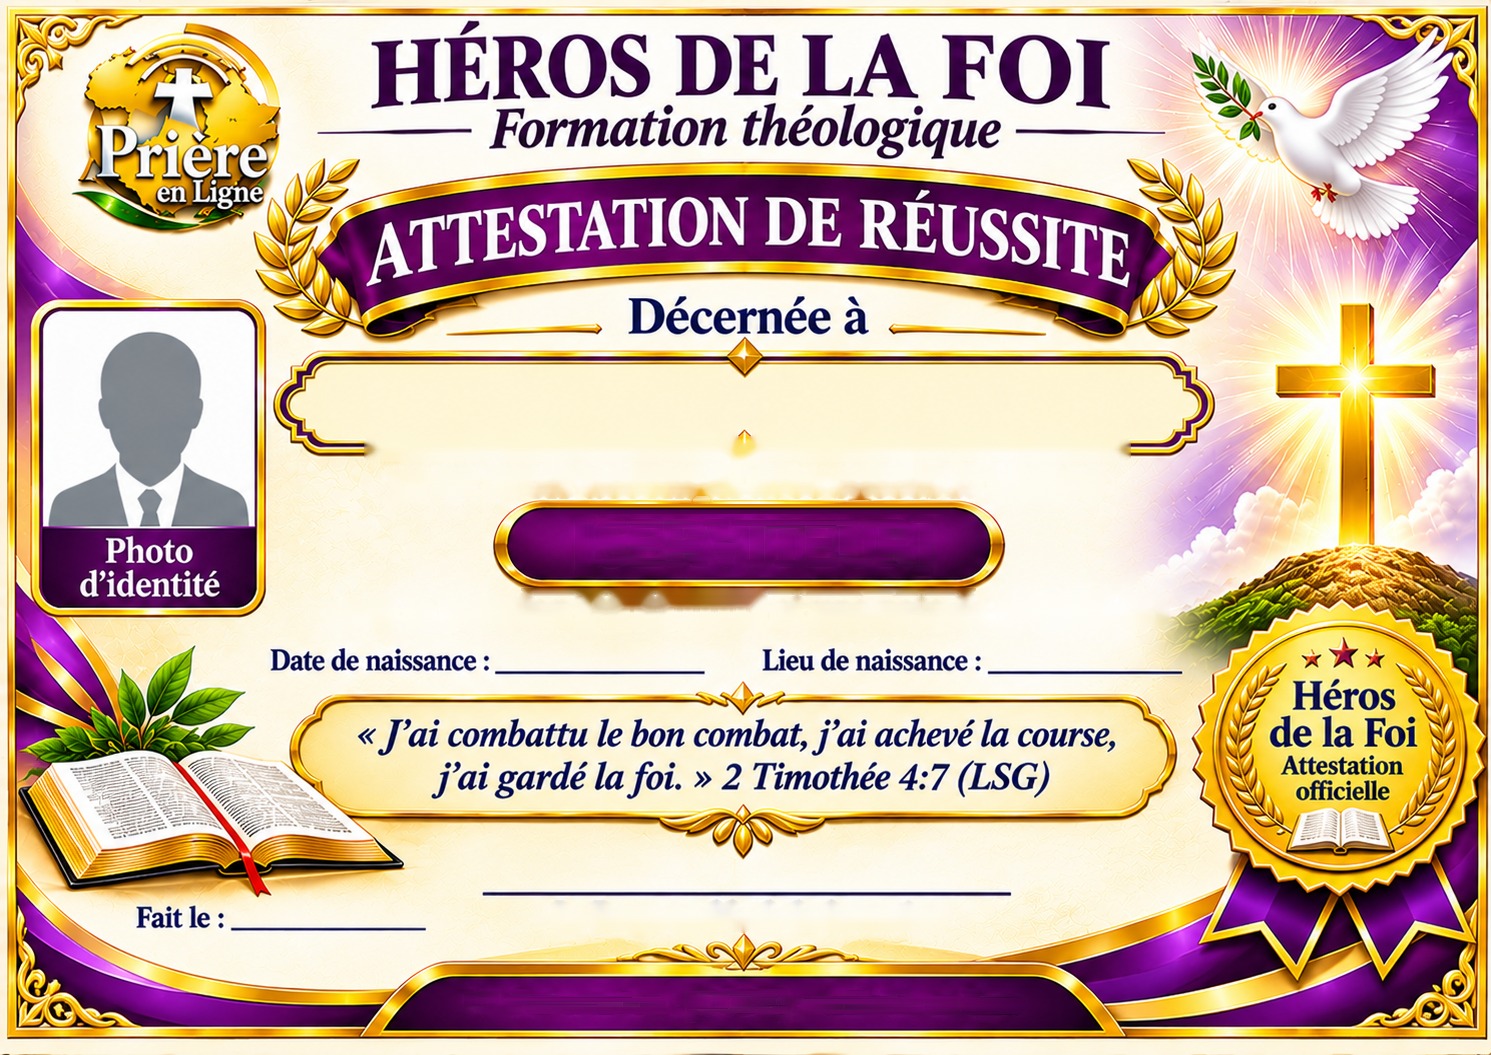 Prière
en Ligne
HÉROS DE LA FOI
Formation théologique
ATTESTATION DE RÉUSSITE
Décernée à
Photo
d’identité
Date de naissance :
Lieu de naissance :
« J’ai combattu le bon combat, j’ai achevé la course,
j’ai gardé la foi. » 2 Timothée 4:7 (LSG)
Héros
de la Foi
Attestation
officielle
Fait le :